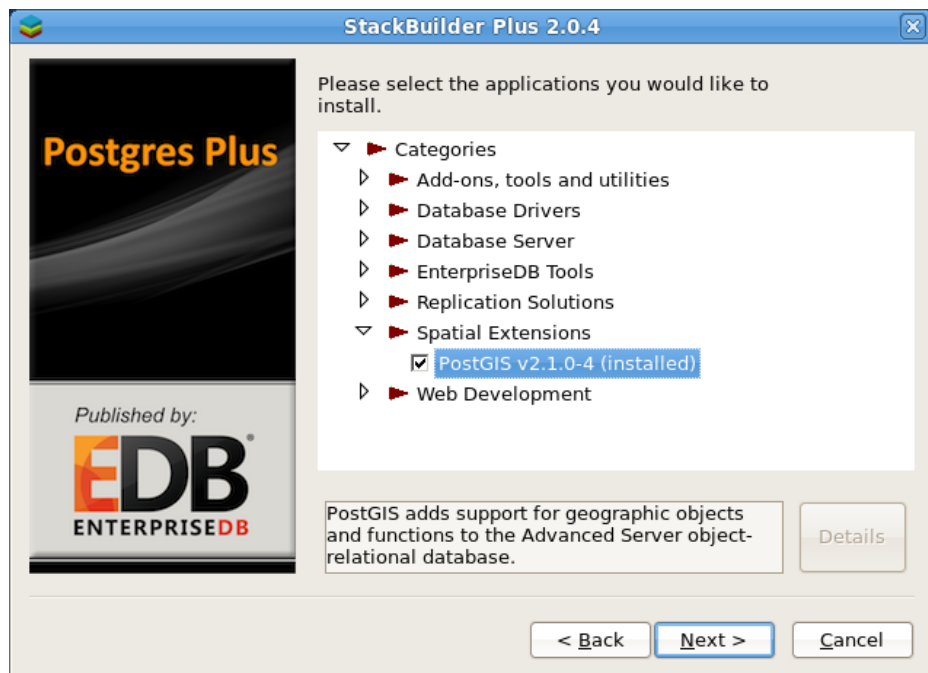 StackBuilder Plus 2.0.4
Postgres Plus
Published by:
EDB®
ENTERPRISEDB
Please select the applications you would like to
install.
Categories
Add-ons, tools and utilities
Database Drivers
Database Server
EnterpriseDB Tools
Replication Solutions
Spatial Extensions
PostGIS v2.1.0-4 (installed)
Web Development
PostGIS adds support for geographic objects
and functions to the Advanced Server object-
relational database.
Details
< Back
Next >
Cancel